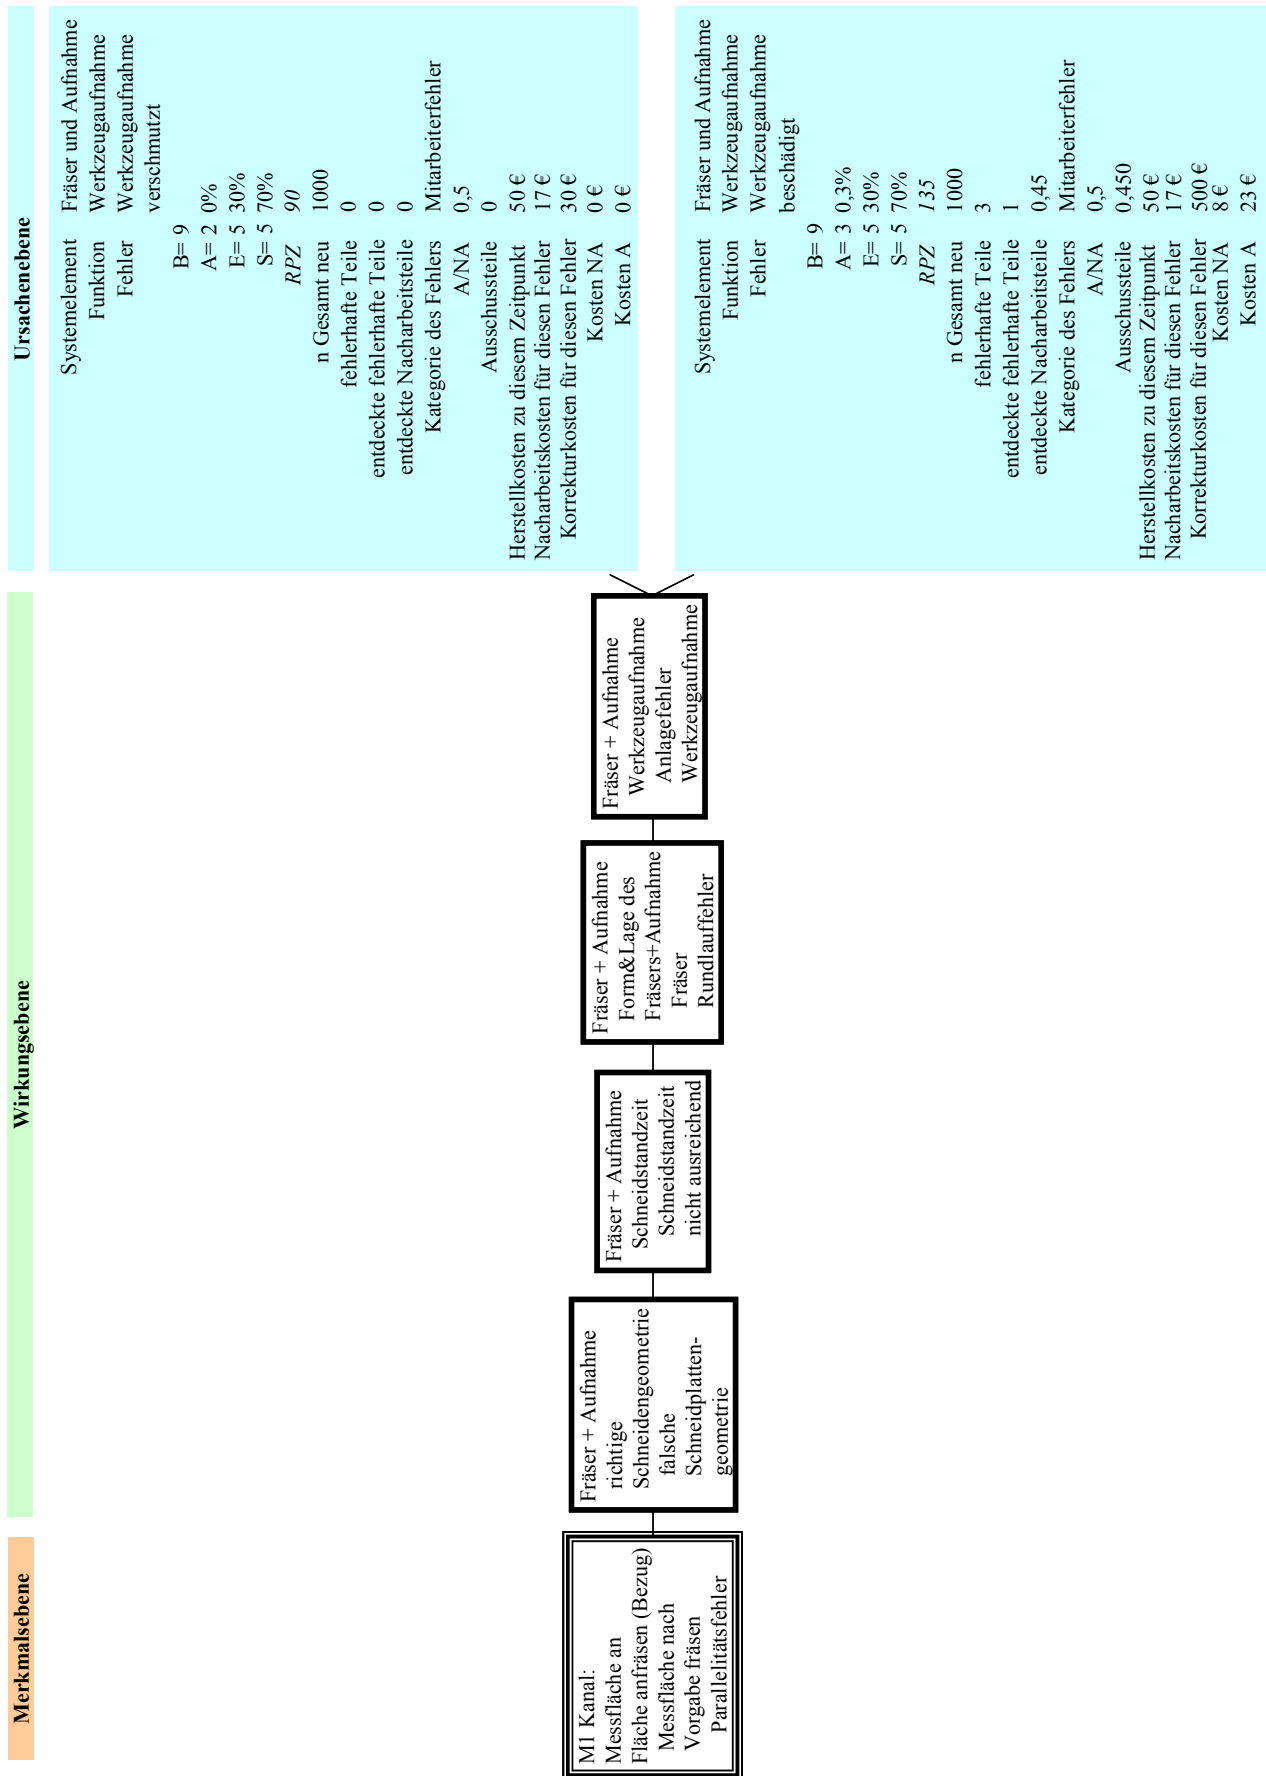 Merkmalsebene
Wirkungsebene
Ursachenebene
M1 Kanal:
Messfläche an
Fläche anfräsen (Bezug)
Messfläche nach
Vorgabe fräsen
Parallelitätsfehler
Fräser + Aufnahme
richtige
Schneidengeometrie
falsche
Schneidplatten-
geometrie
Fräser + Aufnahme
Schneidstandzeit
Schneidstandzeit
nicht ausreichend
Fräser + Aufnahme
Form&Lage des
Fräsers+Aufnahme
Fräser
Rundlauffehler
Fräser + Aufnahme
Werkzeugaufnahme
Anlagefehler
Werkzeugaufnahme
Systemelement Fräser und Aufnahme
Funktion Werkzeugaufnahme
Fehler Werkzeugaufnahme
verschmutzt
B= 9
A= 2 0%
E= 5 30%
S= 5 70%
RPZ 90
n Gesamt neu 1000
fehlerhafte Teile 0
entdeckte fehlerhafte Teile 0
entdeckte Nacharbeitsteile 0
Kategorie des Fehlers Mitarbeiterfehler
A/NA 0,5
Ausschussteile 0
Herstellkosten zu diesem Zeitpunkt 50 €
Nacharbeitskosten für diesen Fehler 17 €
Korrekturkosten für diesen Fehler 30 €
Kosten NA 0 €
Kosten A 0 €
Systemelement Fräser und Aufnahme
Funktion Werkzeugaufnahme
Fehler Werkzeugaufnahme
beschädigt
B= 9
A= 3 0,3%
E= 5 30%
S= 5 70%
RPZ 135
n Gesamt neu 1000
fehlerhafte Teile 3
entdeckte fehlerhafte Teile 1
entdeckte Nacharbeitsteile 0,45
Kategorie des Fehlers Mitarbeiterfehler
A/NA 0,5
Ausschussteile 0,450
Herstellkosten zu diesem Zeitpunkt 50 €
Nacharbeitskosten für diesen Fehler 17 €
Korrekturkosten für diesen Fehler 500 €
Kosten NA 8 €
Kosten A 23 €